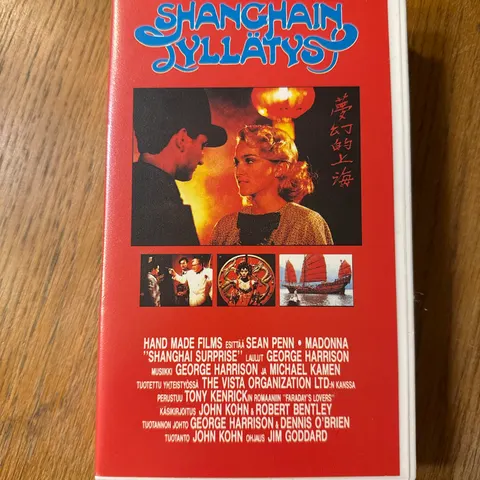 SHANGHAIN
YLLÄTYS
夢幻的上海
HAND MADE FILMS ESITTÄÄ SEAN PENN • MADONNA
"SHANGHAI SURPRISE" LAULUT GEORGE HARRISON
MUSIIKKI GEORGE HARRISON JA MICHAEL KAMEN
TUOTETTU YHTEISTYÖSSÄ THE VISTA ORGANIZATION LTD:N KANSSA
PERUSTUU TONY KENRICK:IN ROMAANIIN "FARADAY'S LOVERS"
KÄSIKIRJOITUS JOHN KOHN & ROBERT BENTLEY
TUOTANNON JOHTO GEORGE HARRISON & DENNIS O'BRIEN
TUOTANTO JOHN KOHN OHJAUS JIM GODDARD